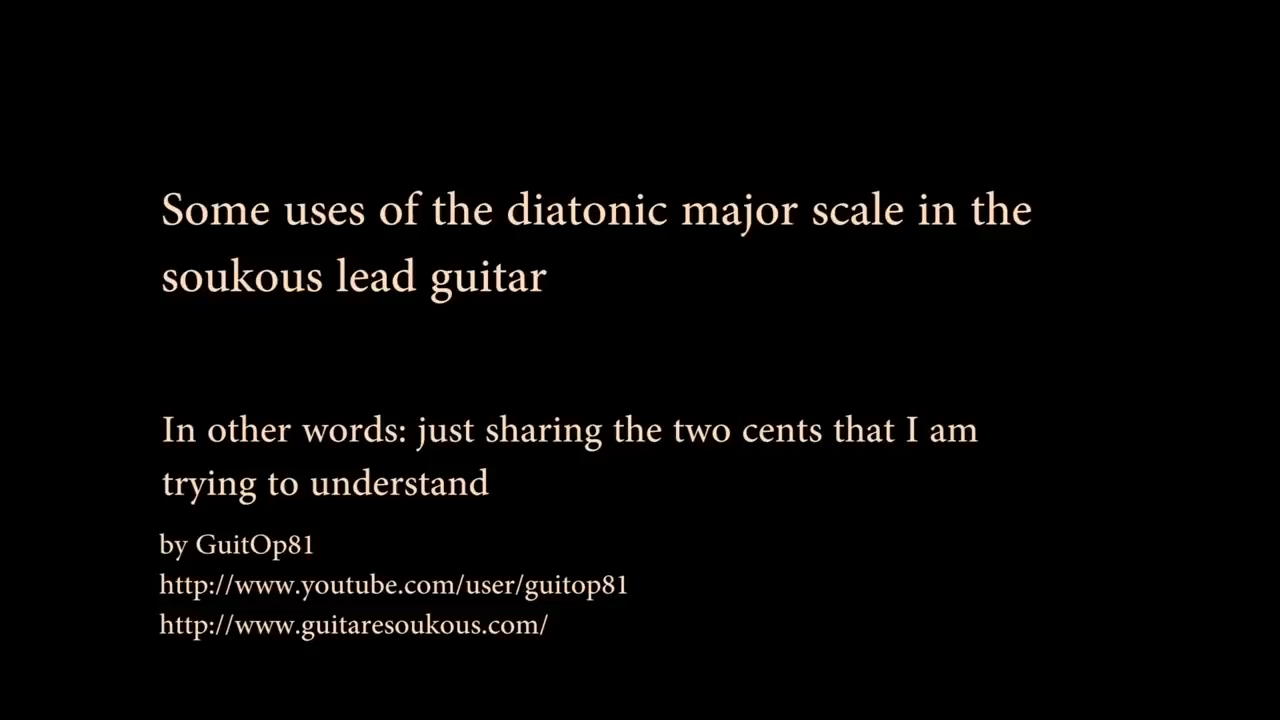 Some uses of the diatonic major scale in the
soukous lead guitar
In other words: just sharing the two cents that I am
trying to understand
by GuitOp81
http://www.youtube.com/user/guitop81
http://www.guitaresoukous.com/